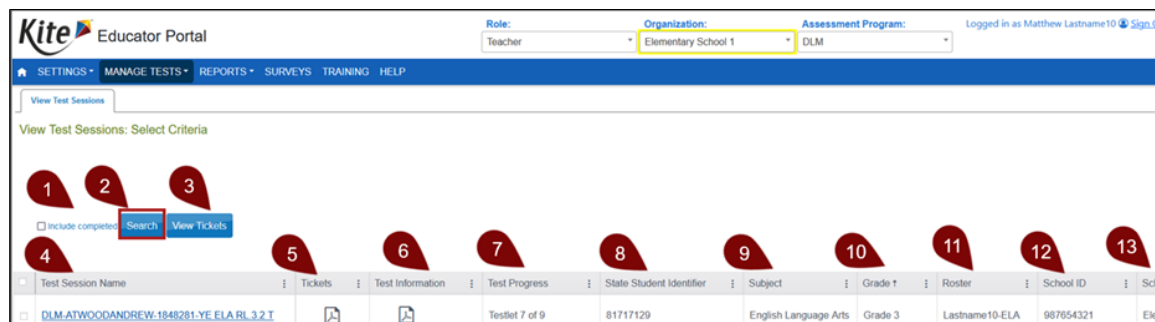 Kite Educator Portal
Role: Organization: Assessment Program: Logged in as Matthew Lastname10 Sign
Teacher Elementary School 1 DLM
SETTINGS MANAGE TESTS REPORTS SURVEYS TRAINING HELP
View Test Sessions
View Test Sessions: Select Criteria
1 2 3
Include completed Search View Tickets
4 5 6 7 8 9 10 11 12 13
Test Session Name Tickets Test Information Test Progress State Student Identifier Subject Grade ↑ Roster School ID
DLM-ATWOODANDREW-1848281-YE ELA RL.3.2 T Testlet 7 of 9 81717129 English Language Arts Grade 3 Lastname10-ELA 987654321